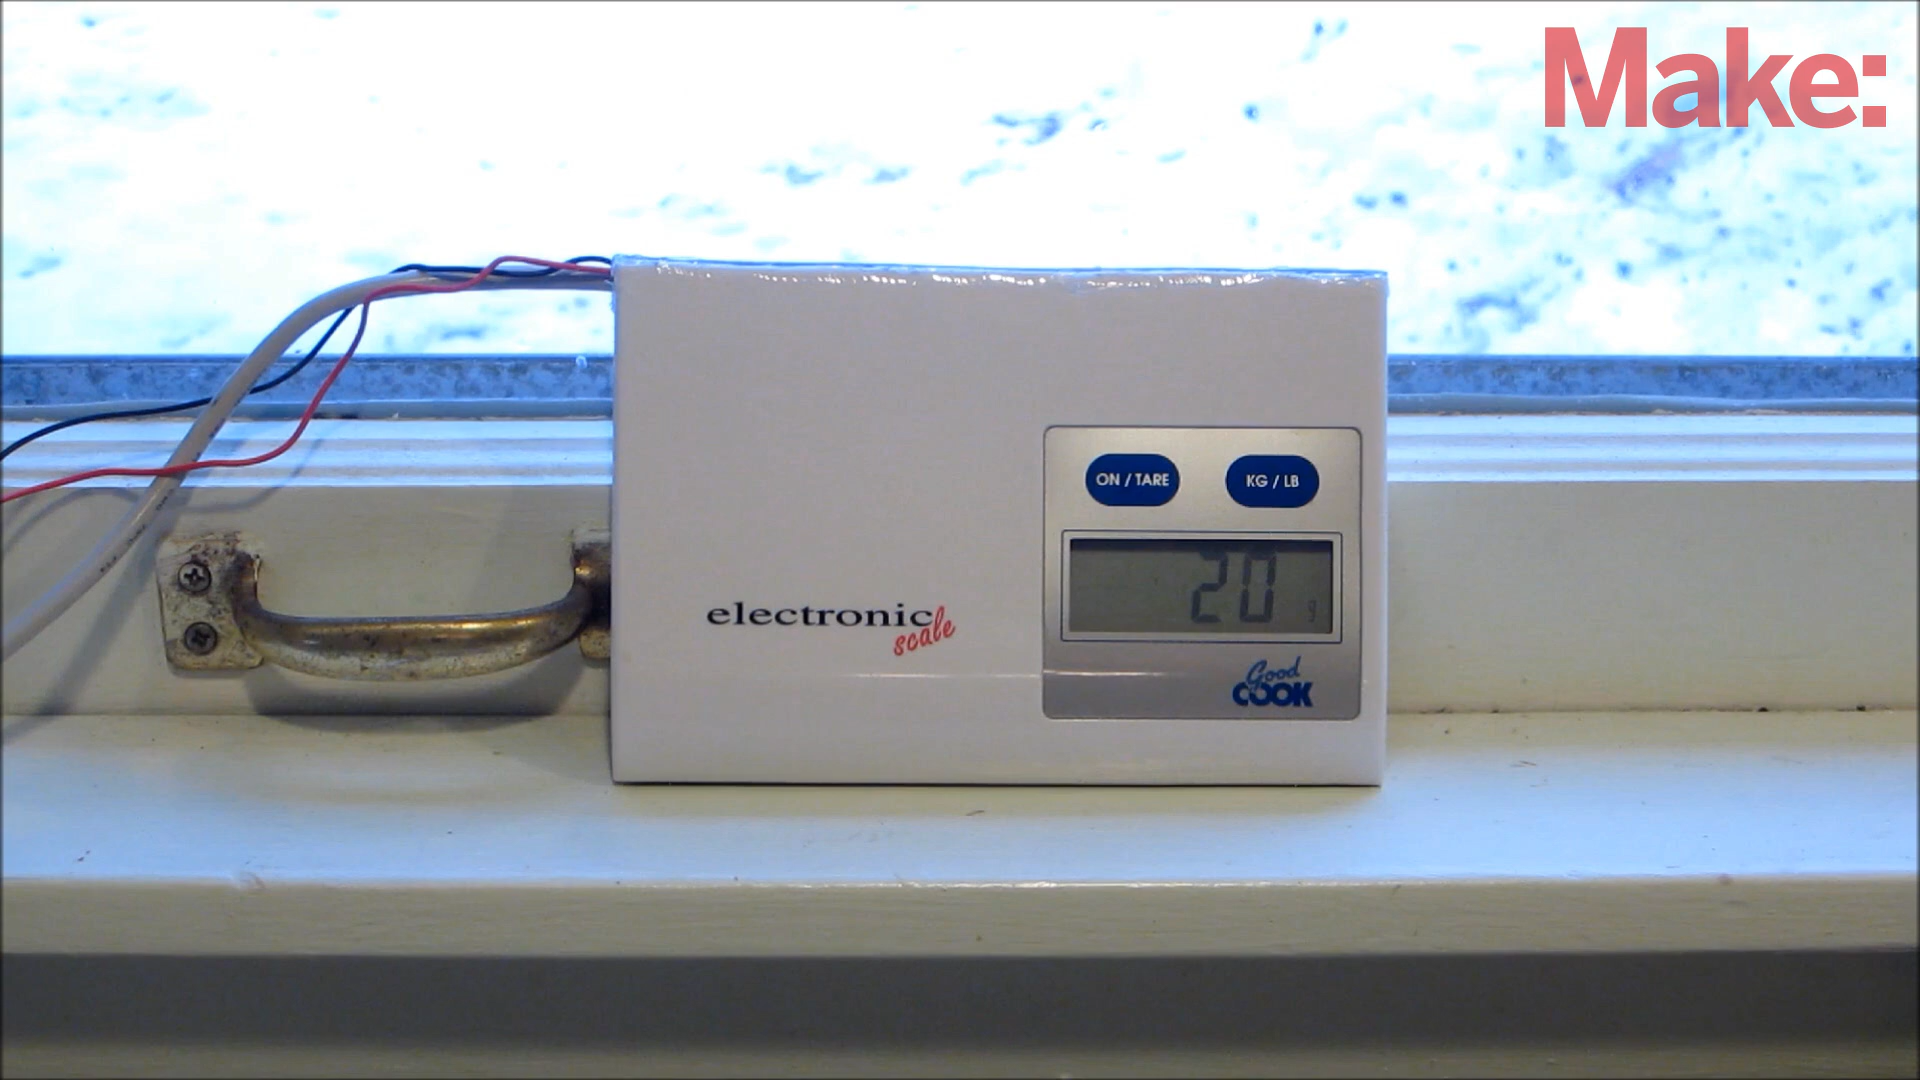 Make:
ON / TARE KG / LB
20 g
electronic
scale
Good
COOK